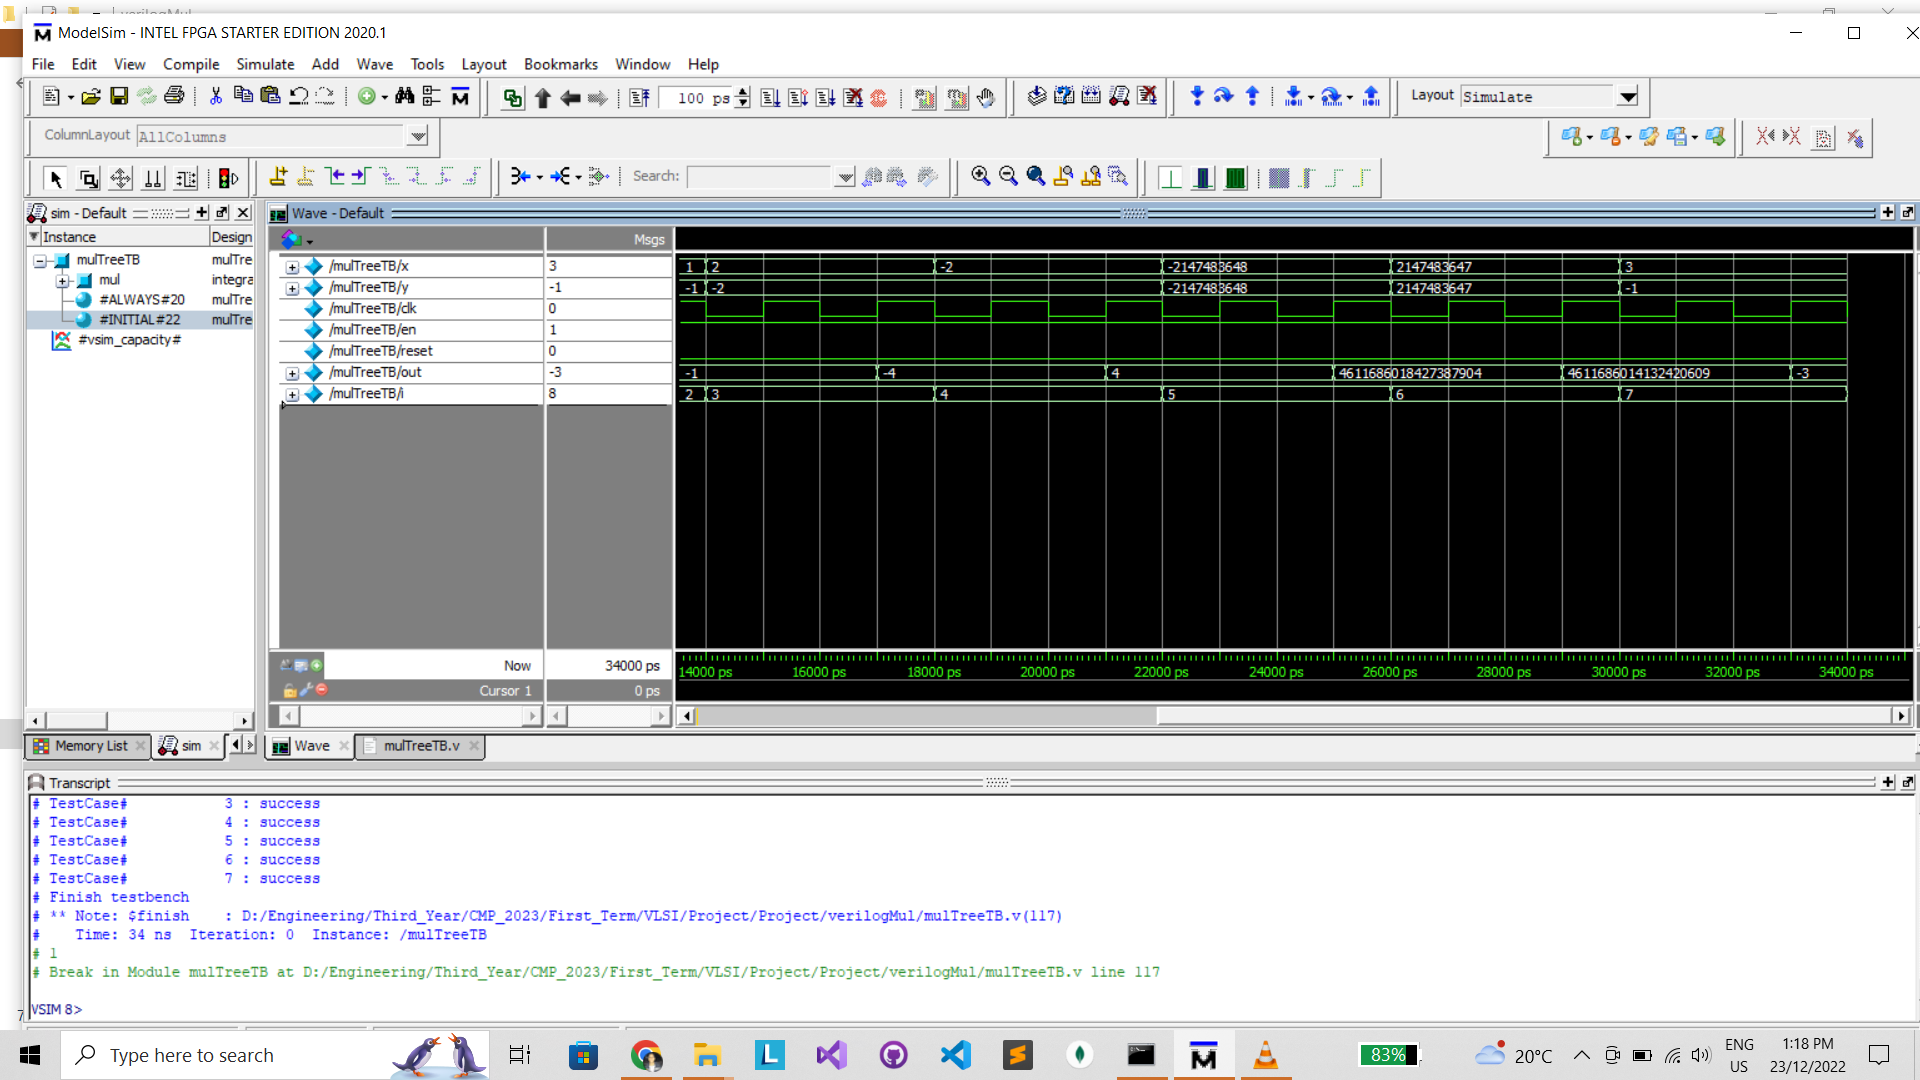 verilogMul
ModelSim - INTEL FPGA STARTER EDITION 2020.1
File Edit View Compile Simulate Add Wave Tools Layout Bookmarks Window Help
100 ps
Layout Simulate
ColumnLayout AllColumns
Search:
sim - Default
Wave - Default
Instance Design
Msgs
mulTreeTB mulTre
mul integra
#ALWAYS#20 mulTre
#INITIAL#22 mulTre
#vsim_capacity#
/mulTreeTB/x 3 1 2 -2 -2147483648 2147483647 3
/mulTreeTB/y -1 -1 -2 -2147483648 2147483647 -1
/mulTreeTB/clk 0
/mulTreeTB/en 1
/mulTreeTB/reset 0
/mulTreeTB/out -3 -1 -4 4 4611686018427387904 4611686014132420609 -3
/mulTreeTB/i 8 2 3 4 5 6 7
Now 34000 ps
14000 ps 16000 ps 18000 ps 20000 ps 22000 ps 24000 ps 26000 ps 28000 ps 30000 ps 32000 ps 34000 ps
Cursor 1 0 ps
Memory List sim Wave mulTreeTB.v
Transcript
# TestCase# 3 : success
# TestCase# 4 : success
# TestCase# 5 : success
# TestCase# 6 : success
# TestCase# 7 : success
# Finish testbench
# ** Note: $finish : D:/Engineering/Third_Year/CMP_2023/First_Term/VLSI/Project/Project/verilogMul/mulTreeTB.v(117)
# Time: 34 ns Iteration: 0 Instance: /mulTreeTB
# 1
# Break in Module mulTreeTB at D:/Engineering/Third_Year/CMP_2023/First_Term/VLSI/Project/Project/verilogMul/mulTreeTB.v line 117
VSIM 8>
Type here to search
83%
20°C
ENG
US
1:18 PM
23/12/2022